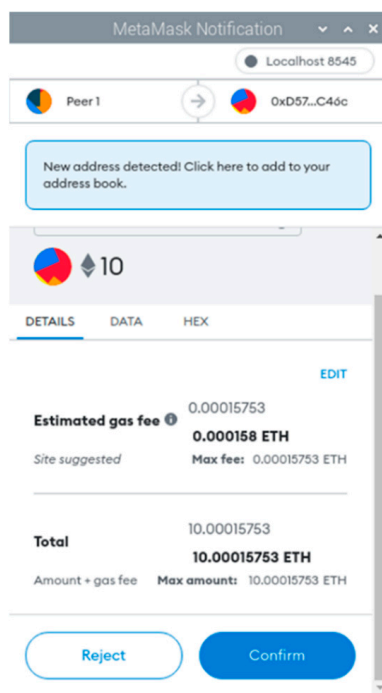 MetaMask Notification
Localhost 8545
Peer 1
0xD57...C46c
New address detected! Click here to add to your
address book.
10
DETAILS DATA HEX
EDIT
0.00015753
Estimated gas fee
0.000158 ETH
Site suggested Max fee: 0.00015753 ETH
10.00015753
Total
10.00015753 ETH
Amount + gas fee Max amount: 10.00015753 ETH
Reject Confirm